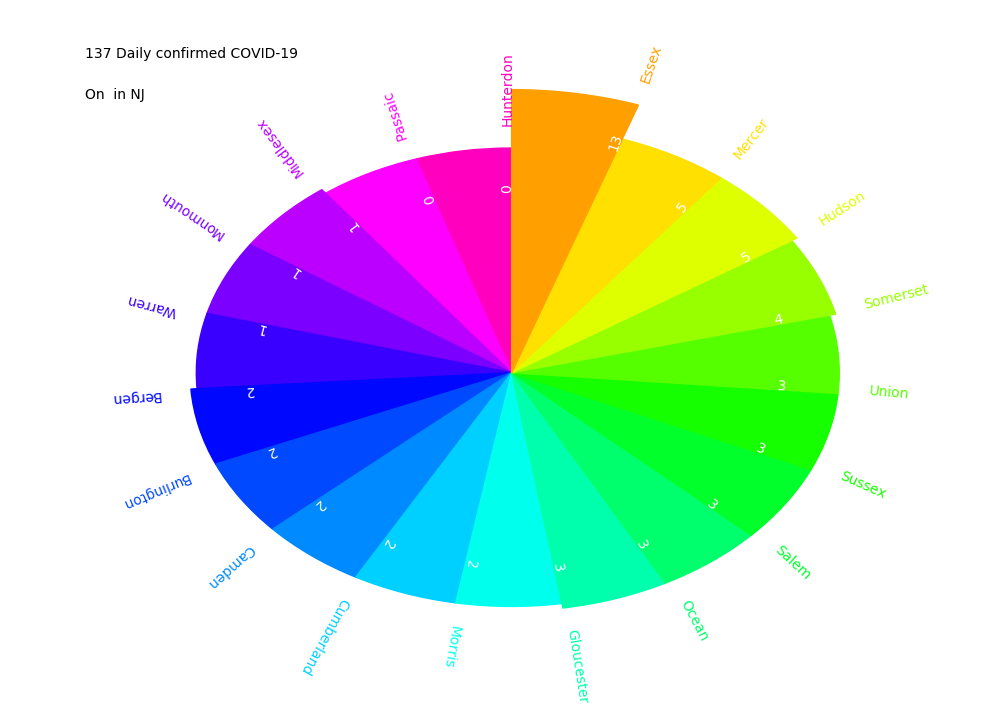 137 Daily confirmed COVID-19
On  in NJ
Essex
13
Mercer
5
Hudson
5
Somerset
4
Union
3
Sussex
3
Salem
3
Ocean
3
Gloucester
3
Morris
2
Cumberland
2
Camden
2
Burlington
2
Bergen
2
Warren
1
Monmouth
1
Middlesex
1
Passaic
0
Hunterdon
0